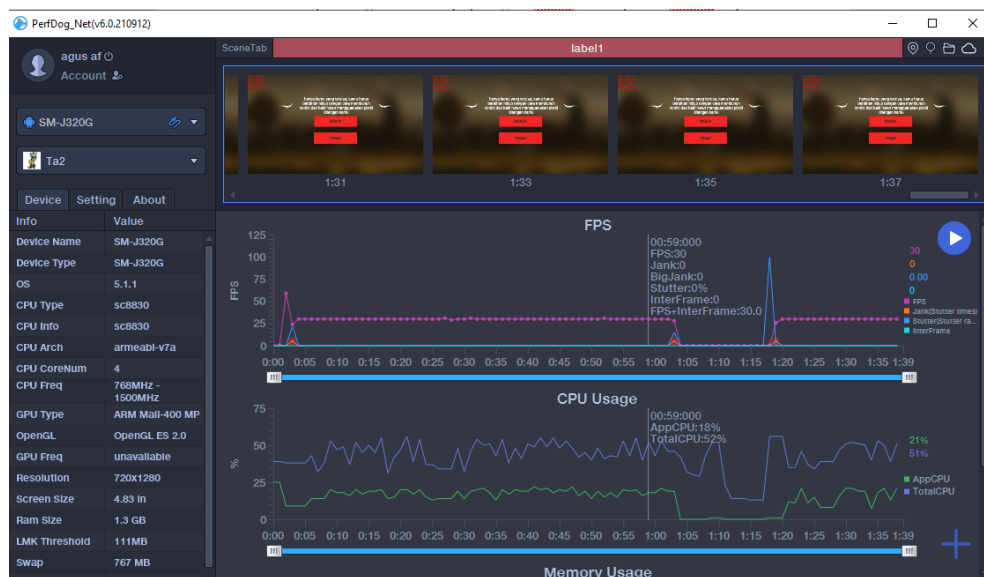 PerfDog_Net(v6.0.210912)
agus af
Account
SceneTab
label1
SM-J320G
Ta2
1:31
1:33
1:35
1:37
Device Setting About
Info Value
Device Name SM-J320G
Device Type SM-J320G
OS 5.1.1
CPU Type sc8830
CPU Info sc8830
CPU Arch armeabi-v7a
CPU CoreNum 4
CPU Freq 768MHz -
1500MHz
GPU Type ARM Mali-400 MP
OpenGL OpenGL ES 2.0
GPU Freq unavailable
Resolution 720x1280
Screen Size 4.83 in
Ram Size 1.3 GB
LMK Threshold 111MB
Swap 767 MB
FPS
125
100
75
50
25
0
FPS
00:59:000
FPS:30
Jank:0
BigJank:0
Stutter:0%
InterFrame:0
FPS+InterFrame:30.0
30
0
0.00
0
FPS
Jank(Stutter times)
Stutter(Stutter ra...
InterFrame
0:00 0:05 0:10 0:15 0:20 0:25 0:30 0:35 0:40 0:45 0:50 0:55 1:00 1:05 1:10 1:15 1:20 1:25 1:30 1:35 1:39
CPU Usage
75
50
25
0
%
00:59:000
AppCPU:18%
TotalCPU:52%
21%
51%
AppCPU
TotalCPU
0:00 0:05 0:10 0:15 0:20 0:25 0:30 0:35 0:40 0:45 0:50 0:55 1:00 1:05 1:10 1:15 1:20 1:25 1:30 1:35 1:39
Memory Usage